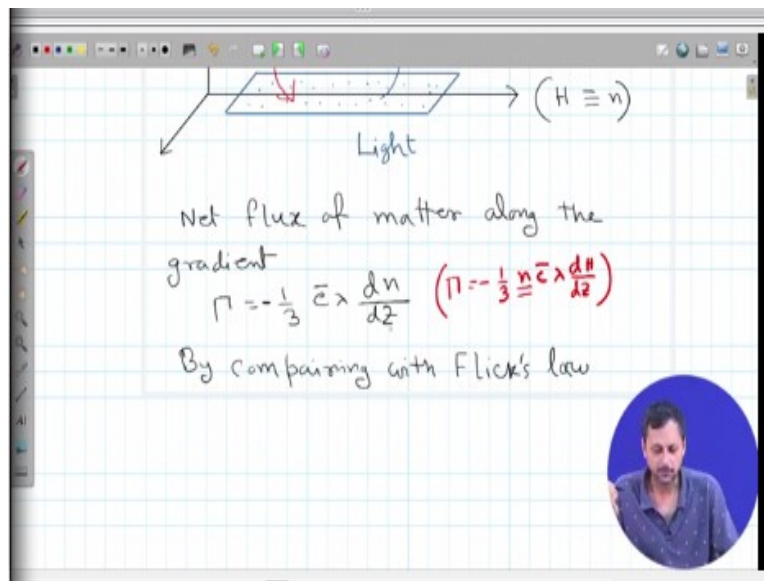 (H ≡ n)
Light
Net flux of matter along the
gradient
Γ = - 1/3 c̄ λ dn/dz (Γ = - 1/3 n c̄ λ dH/dz)
By compairing with Flick's law
AI